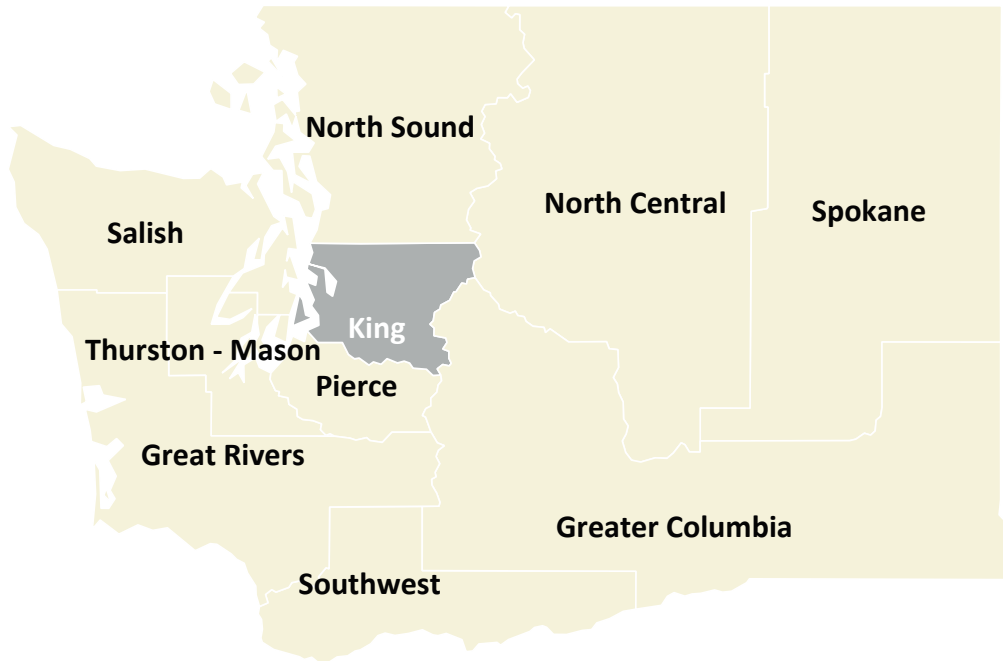 North Sound
North Central
Spokane
Salish
King
Thurston - Mason
Pierce
Great Rivers
Greater Columbia
Southwest